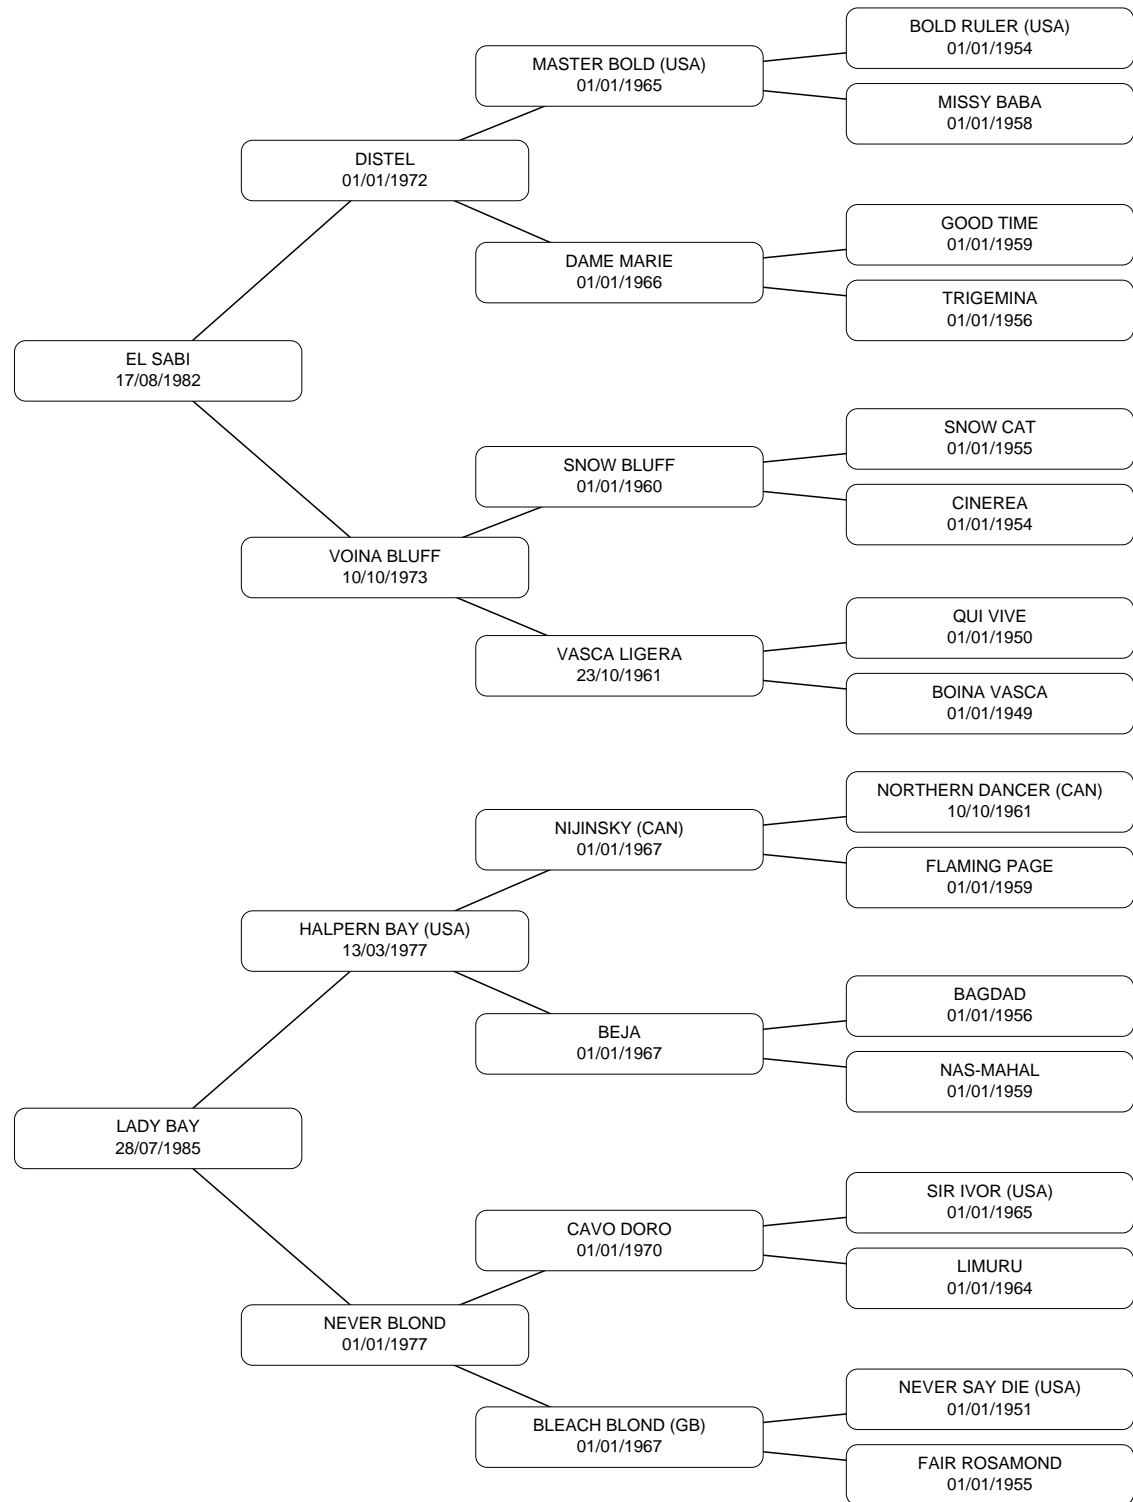 BOLD RULER (USA)
01/01/1954
MASTER BOLD (USA)
01/01/1965
MISSY BABA
01/01/1958
DISTEL
01/01/1972
GOOD TIME
01/01/1959
DAME MARIE
01/01/1966
TRIGEMINA
01/01/1956
EL SABI
17/08/1982
SNOW CAT
01/01/1955
SNOW BLUFF
01/01/1960
CINEREA
01/01/1954
VOINA BLUFF
10/10/1973
QUI VIVE
01/01/1950
VASCA LIGERA
23/10/1961
BOINA VASCA
01/01/1949
NORTHERN DANCER (CAN)
10/10/1961
NIJINSKY (CAN)
01/01/1967
FLAMING PAGE
01/01/1959
HALPERN BAY (USA)
13/03/1977
BAGDAD
01/01/1956
BEJA
01/01/1967
NAS-MAHAL
01/01/1959
LADY BAY
28/07/1985
SIR IVOR (USA)
01/01/1965
CAVO DORO
01/01/1970
LIMURU
01/01/1964
NEVER BLOND
01/01/1977
NEVER SAY DIE (USA)
01/01/1951
BLEACH BLOND (GB)
01/01/1967
FAIR ROSAMOND
01/01/1955